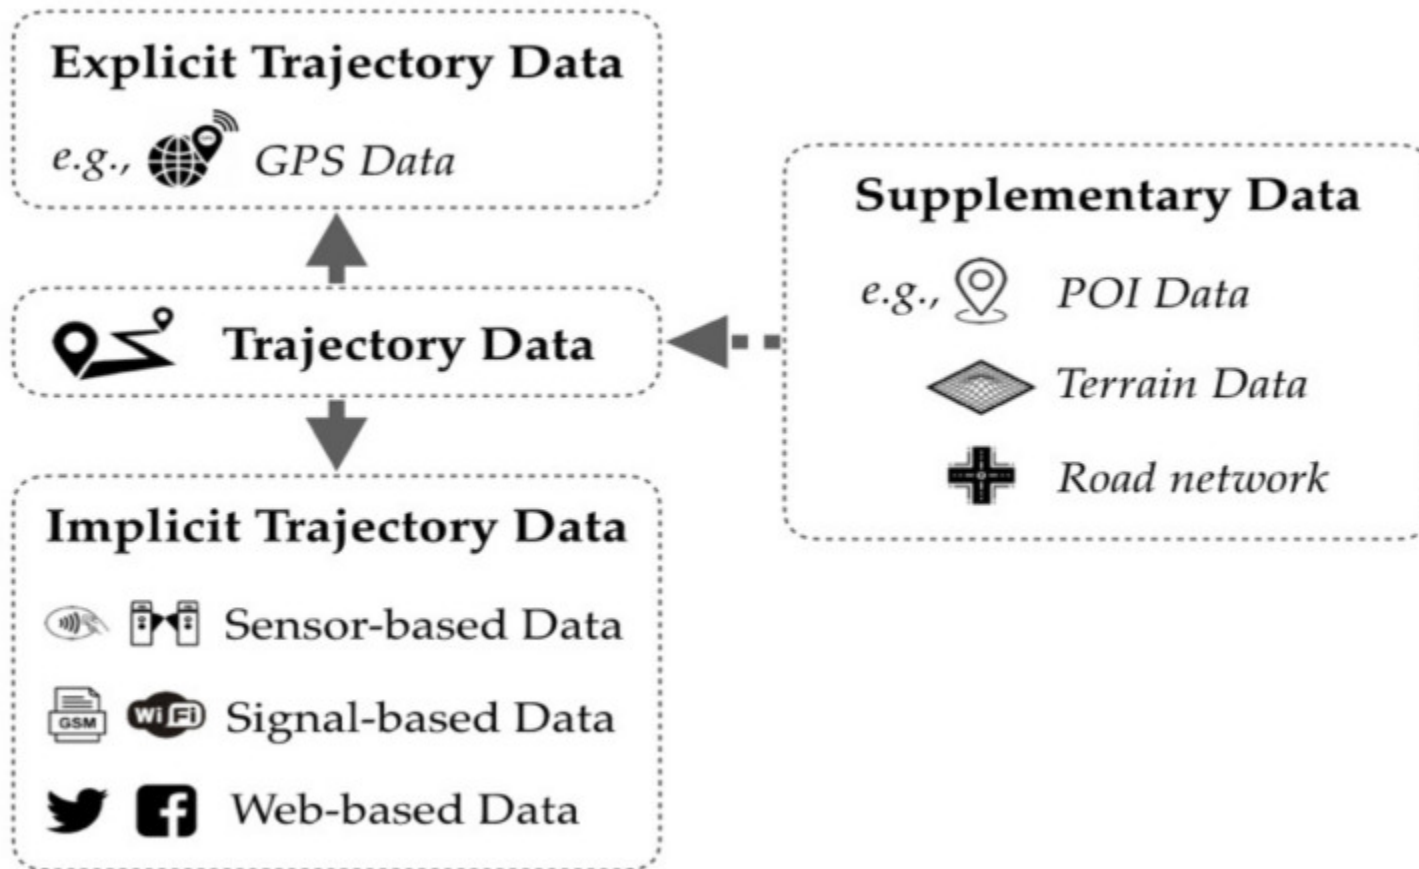 Explicit Trajectory Data
e.g., GPS Data
Trajectory Data
Implicit Trajectory Data
Sensor-based Data
GSM WiFi Signal-based Data
Web-based Data
Supplementary Data
e.g., POI Data
Terrain Data
Road network